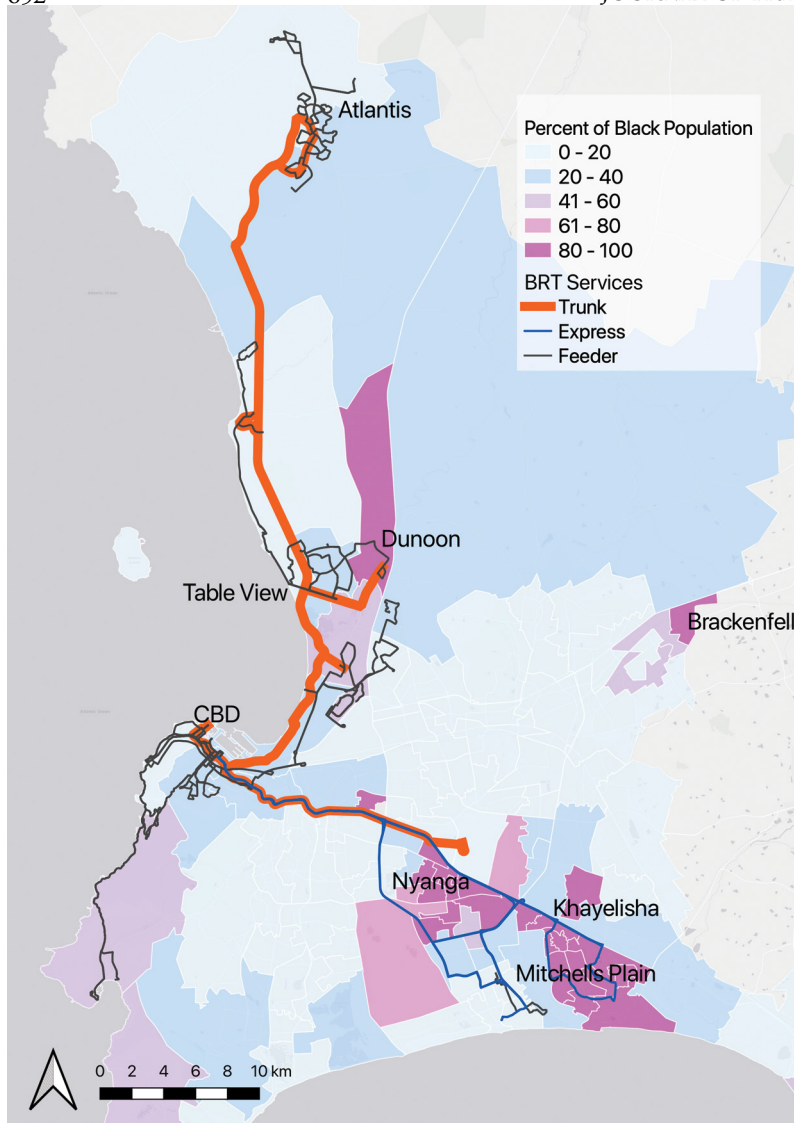 692
Atlantis
Percent of Black Population
0 - 20
20 - 40
41 - 60
61 - 80
80 - 100
BRT Services
Trunk
Express
Feeder
Dunoon
Table View
Brackenfell
CBD
Nyanga
Khayelisha
Mitchells Plain
0 2 4 6 8 10 km